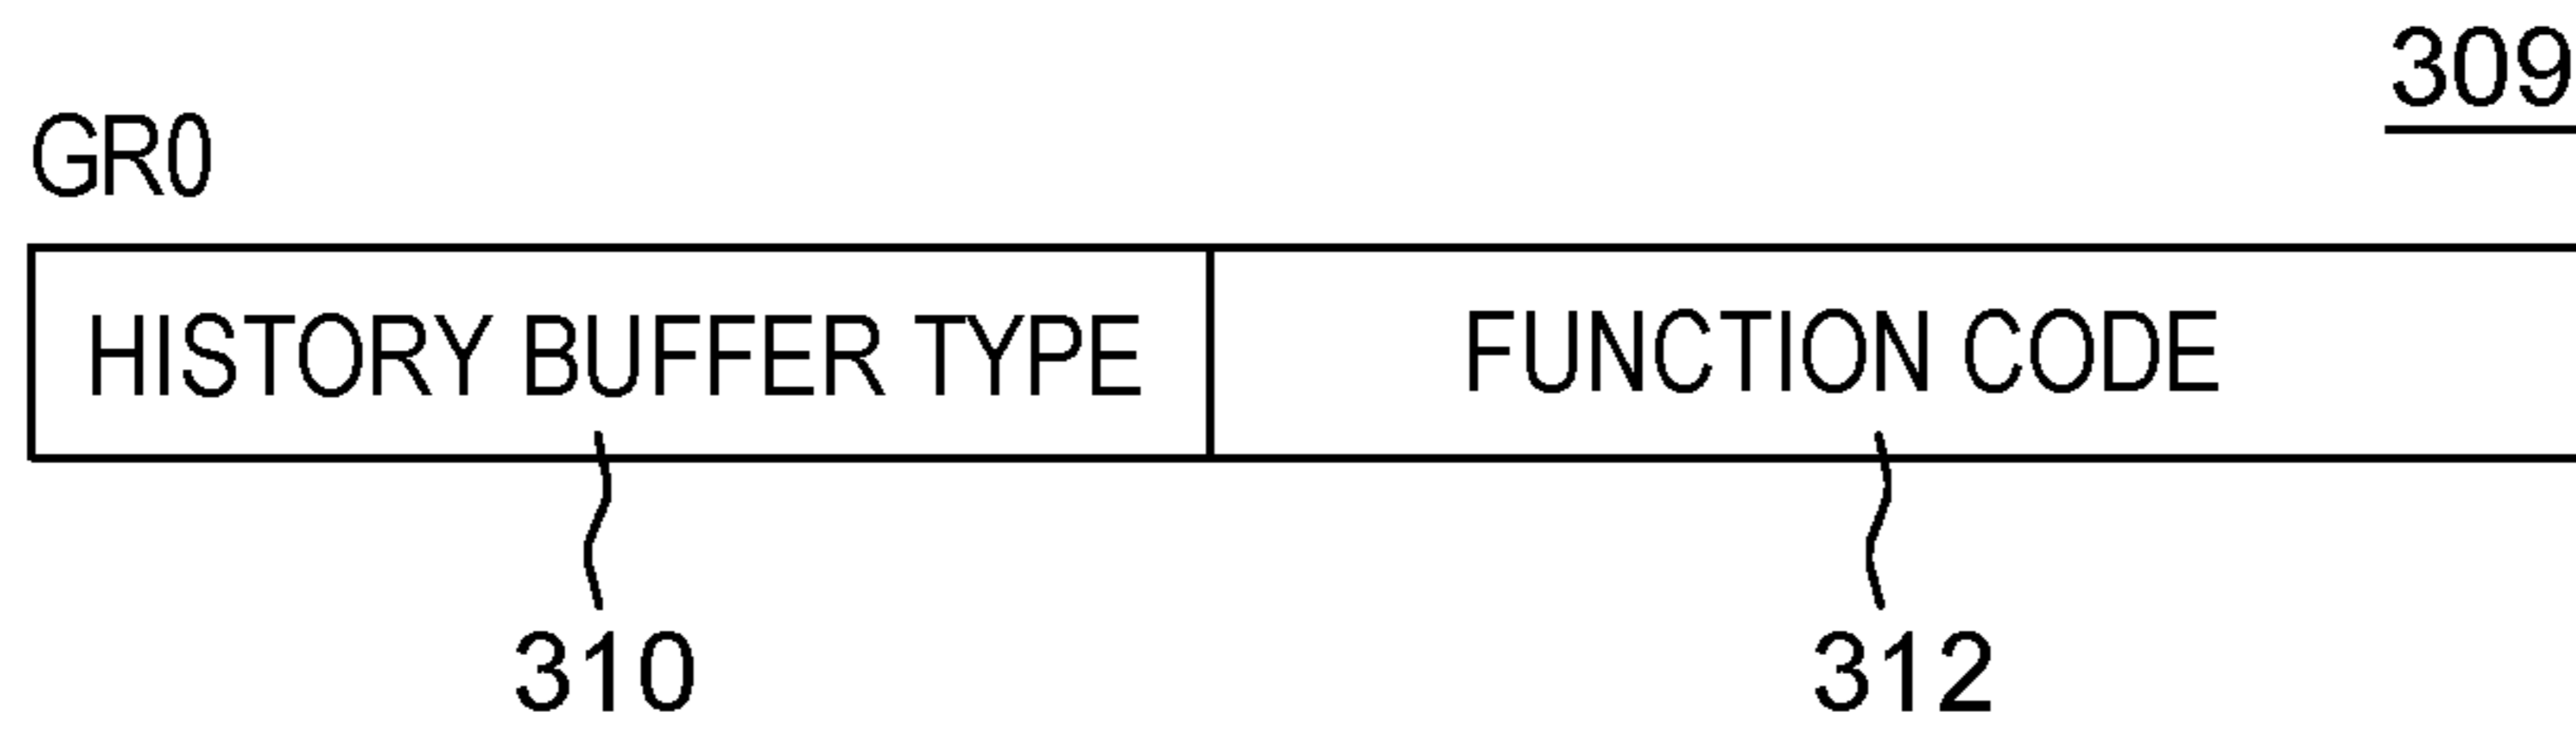 309
GR0
HISTORY BUFFER TYPE FUNCTION CODE
310 312